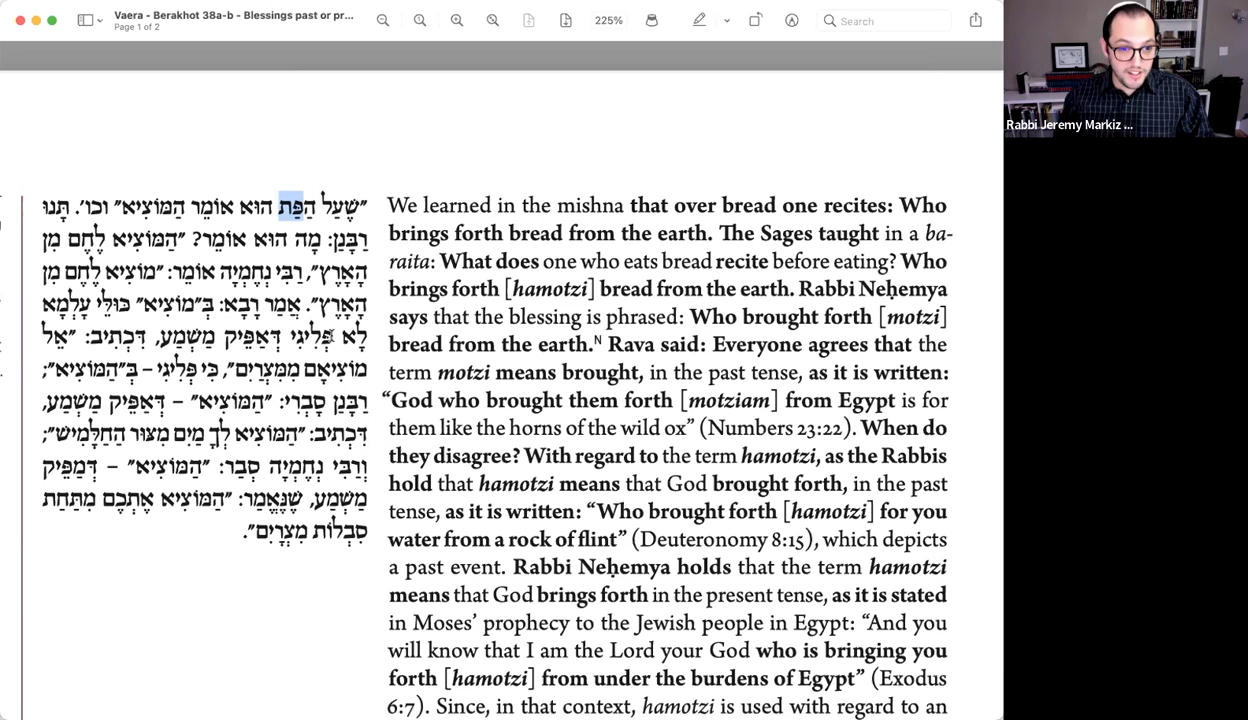 Vaera - Berakhot 38a-b - Blessings past or pr...
Page 1 of 2
225%
Search
Rabbi Jeremy Markiz ...
״שֶׁעַל הַפַּת הוּא אוֹמֵר הַמּוֹצִיא״ וכו׳. תָּנוּ
רַבָּנַן: מָה הוּא אוֹמֵר? ״הַמּוֹצִיא לֶחֶם מִן
הָאָרֶץ״, רַבִּי נְחֶמְיָה אוֹמֵר: ״מוֹצִיא לֶחֶם מִן
הָאָרֶץ״. אֲמַר רָבָא: בְּ״מוֹצִיא״ כּוּלֵּי עָלְמָא
לָא פְּלִיגִי דְּאַפֵּיק מַשְׁמַע, דִּכְתִיב: ״אֵל
מוֹצִיאָם מִמִּצְרַיִם״, כִּי פְּלִיגִי – בְּ״הַמּוֹצִיא״;
רַבָּנַן סָבְרִי: ״הַמּוֹצִיא״ – דְּאַפֵּיק מַשְׁמַע,
דִּכְתִיב: ״הַמּוֹצִיא לְךָ מַיִם מִצּוּר הַחַלָּמִישׁ״;
וְרַבִּי נְחֶמְיָה סָבַר: ״הַמּוֹצִיא״ – דְּמַפֵּיק
מַשְׁמַע, שֶׁנֶּאֱמַר: ״הַמּוֹצִיא אֶתְכֶם מִתַּחַת
סִבְלוֹת מִצְרָיִם״.
We learned in the mishna that over bread one recites: Who
brings forth bread from the earth. The Sages taught in a ba-
raita: What does one who eats bread recite before eating? Who
brings forth [hamotzi] bread from the earth. Rabbi Neḥemya
says that the blessing is phrased: Who brought forth [motzi]
bread from the earth.ᴺ Rava said: Everyone agrees that the
term motzi means brought, in the past tense, as it is written:
“God who brought them forth [motziam] from Egypt is for
them like the horns of the wild ox” (Numbers 23:22). When do
they disagree? With regard to the term hamotzi, as the Rabbis
hold that hamotzi means that God brought forth, in the past
tense, as it is written: “Who brought forth [hamotzi] for you
water from a rock of flint” (Deuteronomy 8:15), which depicts
a past event. Rabbi Neḥemya holds that the term hamotzi
means that God brings forth in the present tense, as it is stated
in Moses’ prophecy to the Jewish people in Egypt: “And you
will know that I am the Lord your God who is bringing you
forth [hamotzi] from under the burdens of Egypt” (Exodus
6:7). Since, in that context, hamotzi is used with regard to an